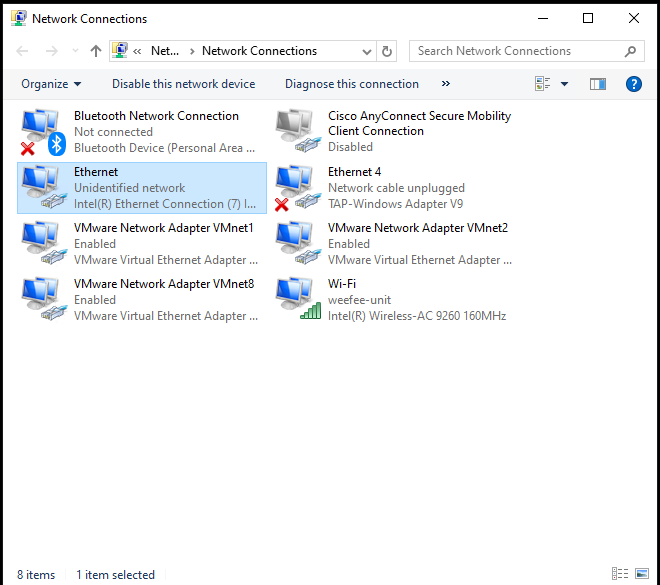 Network Connections
Net... Network Connections
Search Network Connections
Organize Disable this network device Diagnose this connection »
Bluetooth Network Connection
Not connected
Bluetooth Device (Personal Area ...
Cisco AnyConnect Secure Mobility
Client Connection
Disabled
Ethernet
Unidentified network
Intel(R) Ethernet Connection (7) I...
Ethernet 4
Network cable unplugged
TAP-Windows Adapter V9
VMware Network Adapter VMnet1
Enabled
VMware Virtual Ethernet Adapter ...
VMware Network Adapter VMnet2
Enabled
VMware Virtual Ethernet Adapter ...
VMware Network Adapter VMnet8
Enabled
VMware Virtual Ethernet Adapter ...
Wi-Fi
weefee-unit
Intel(R) Wireless-AC 9260 160MHz
8 items 1 item selected